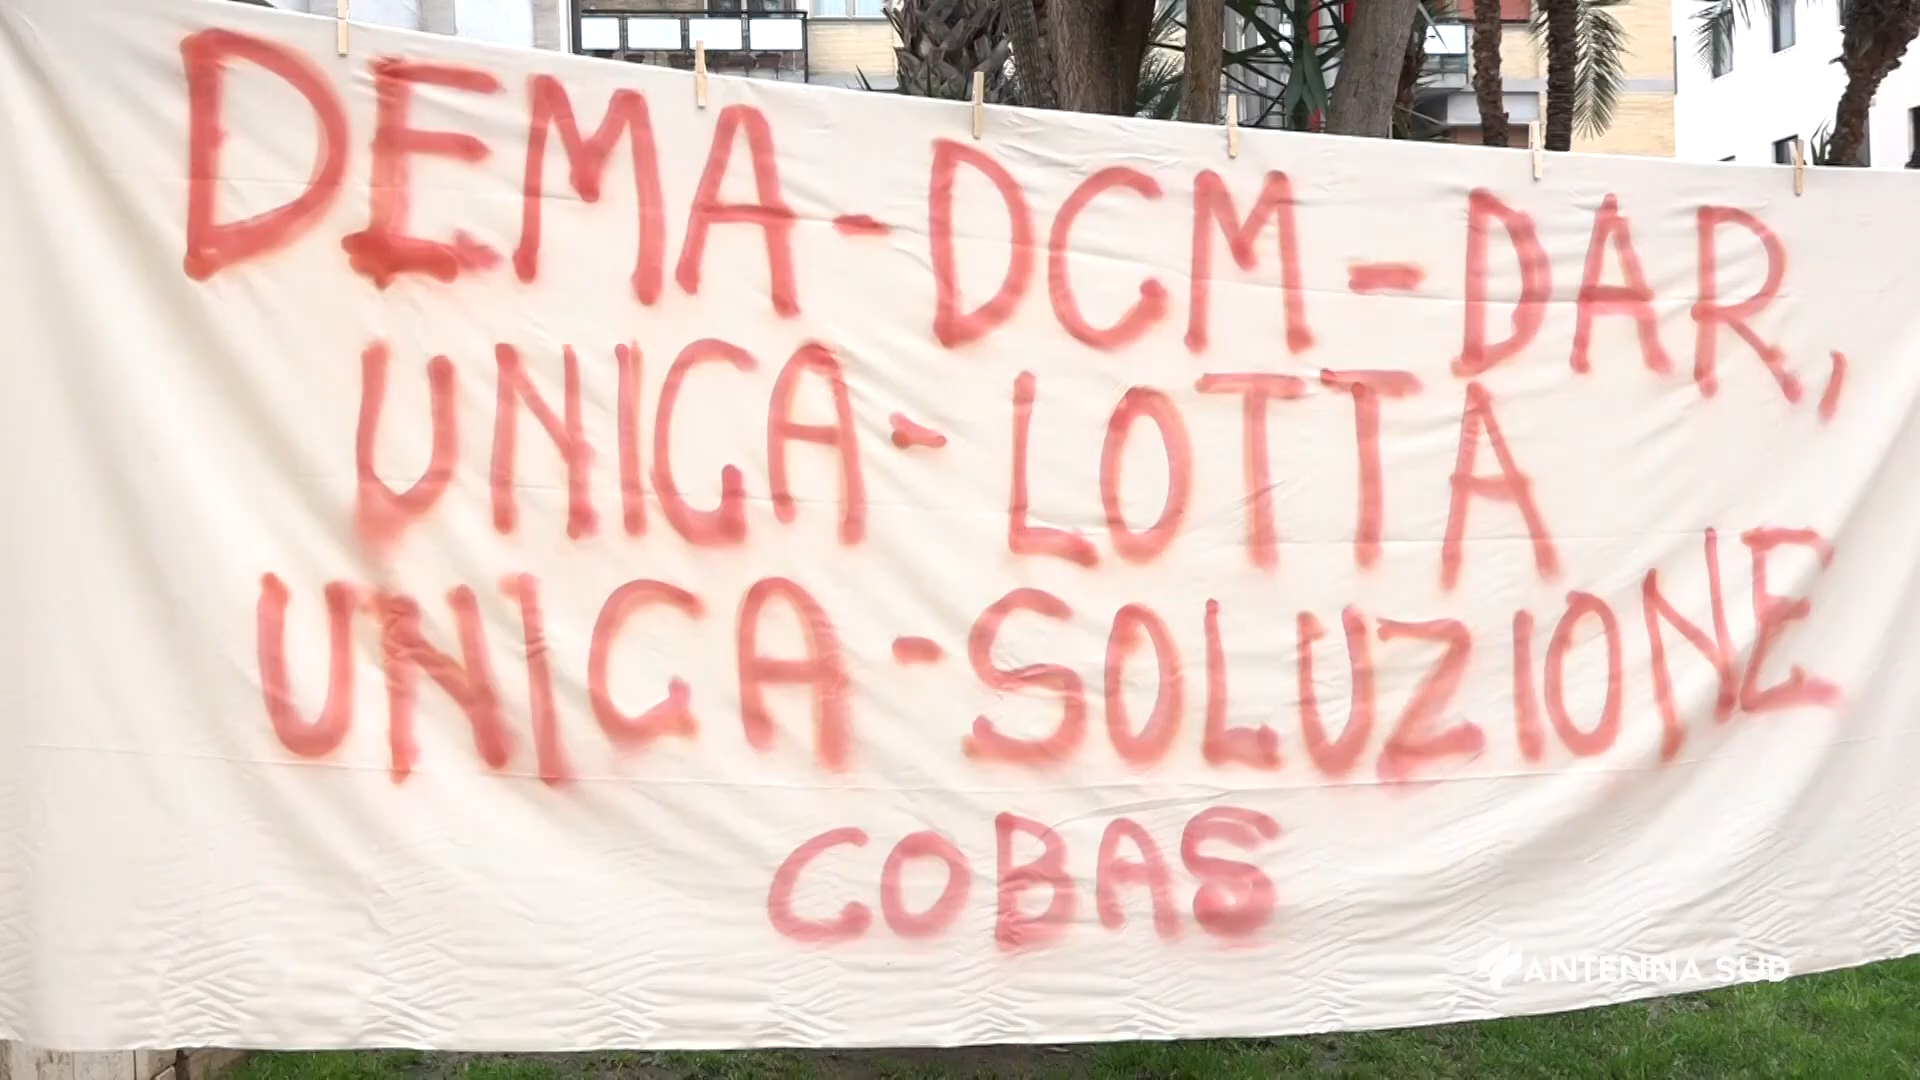 DEMA-DCM-DAR,
UNICA-LOTTA
UNICA-SOLUZIONE
COBAS
ANTENNA SUD